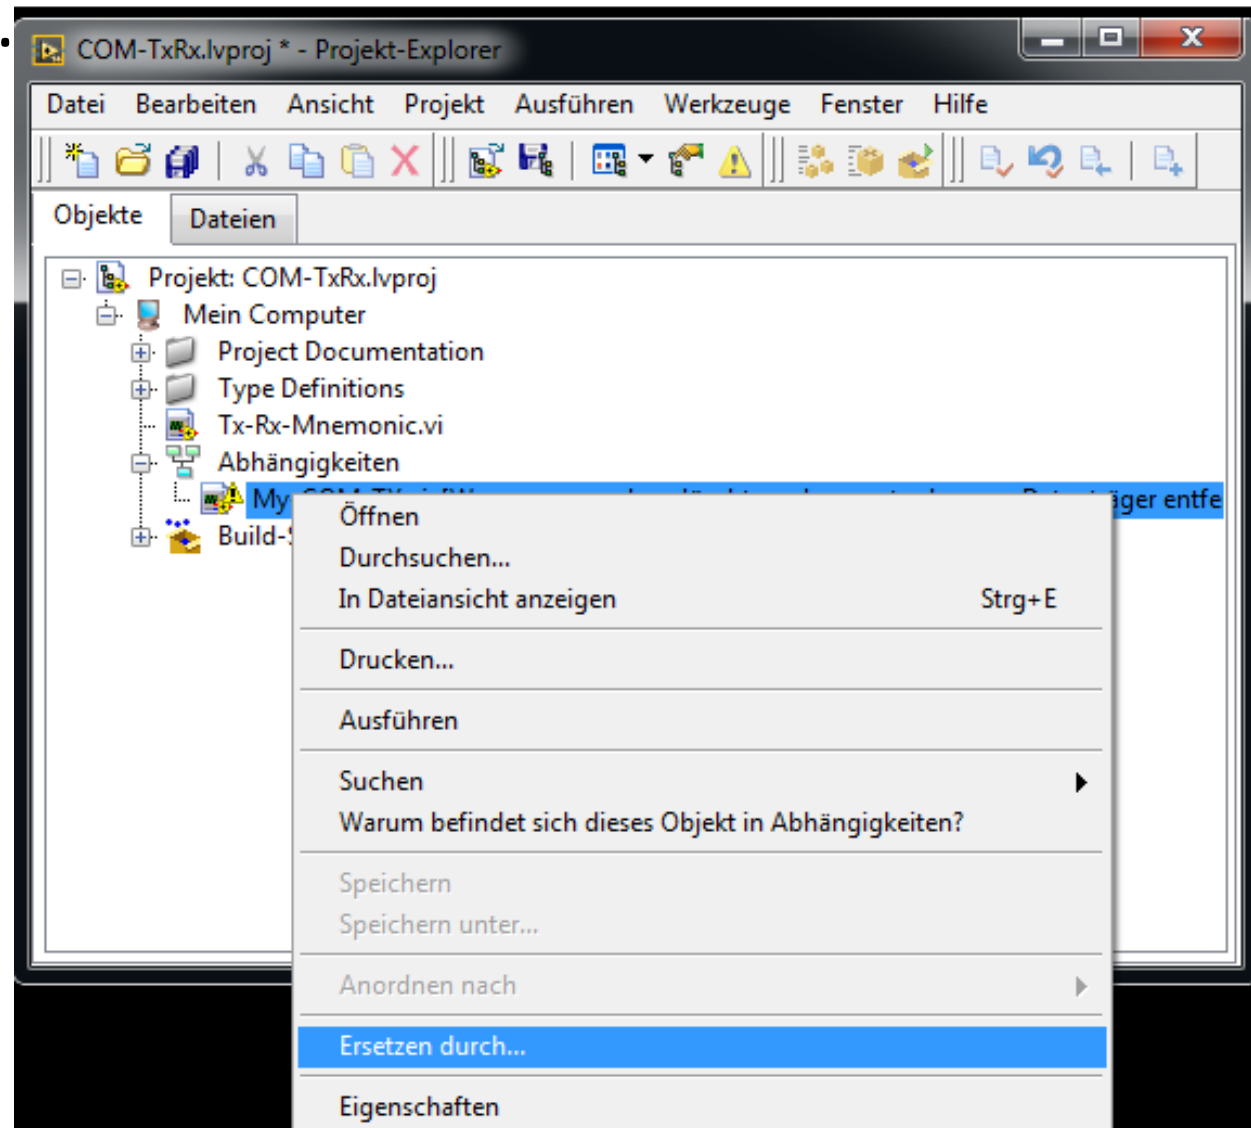 COM-TxRx.lvproj * - Projekt-Explorer
Datei Bearbeiten Ansicht Projekt Ausführen Werkzeuge Fenster Hilfe
Objekte Dateien
Projekt: COM-TxRx.lvproj
Mein Computer
Project Documentation
Type Definitions
Tx-Rx-Mnemonic.vi
Abhängigkeiten
My entfe
Build-
Öffnen
Durchsuchen...
In Dateiansicht anzeigen Strg+E
Drucken...
Ausführen
Suchen
Warum befindet sich dieses Objekt in Abhängigkeiten?
Speichern
Speichern unter...
Anordnen nach
Ersetzen durch...
Eigenschaften